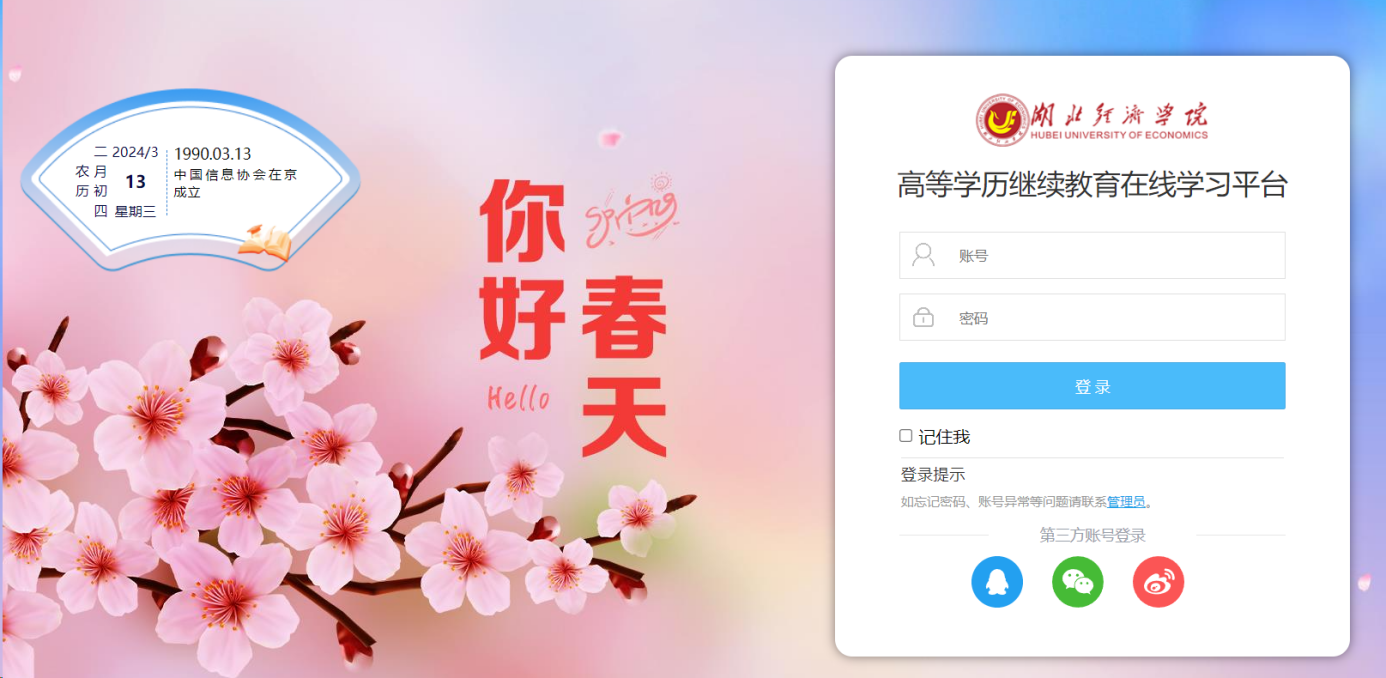 农历
二月初四
2024/3
13
星期三
1990.03.13
中国信息协会在京
成立
你好
Hello
Spring
春天
湖北经济学院
HUBEI UNIVERSITY OF ECONOMICS
高等学历继续教育在线学习平台
账号
密码
登录
记住我
登录提示
如忘记密码、账号异常等问题请联系管理员。
第三方账号登录